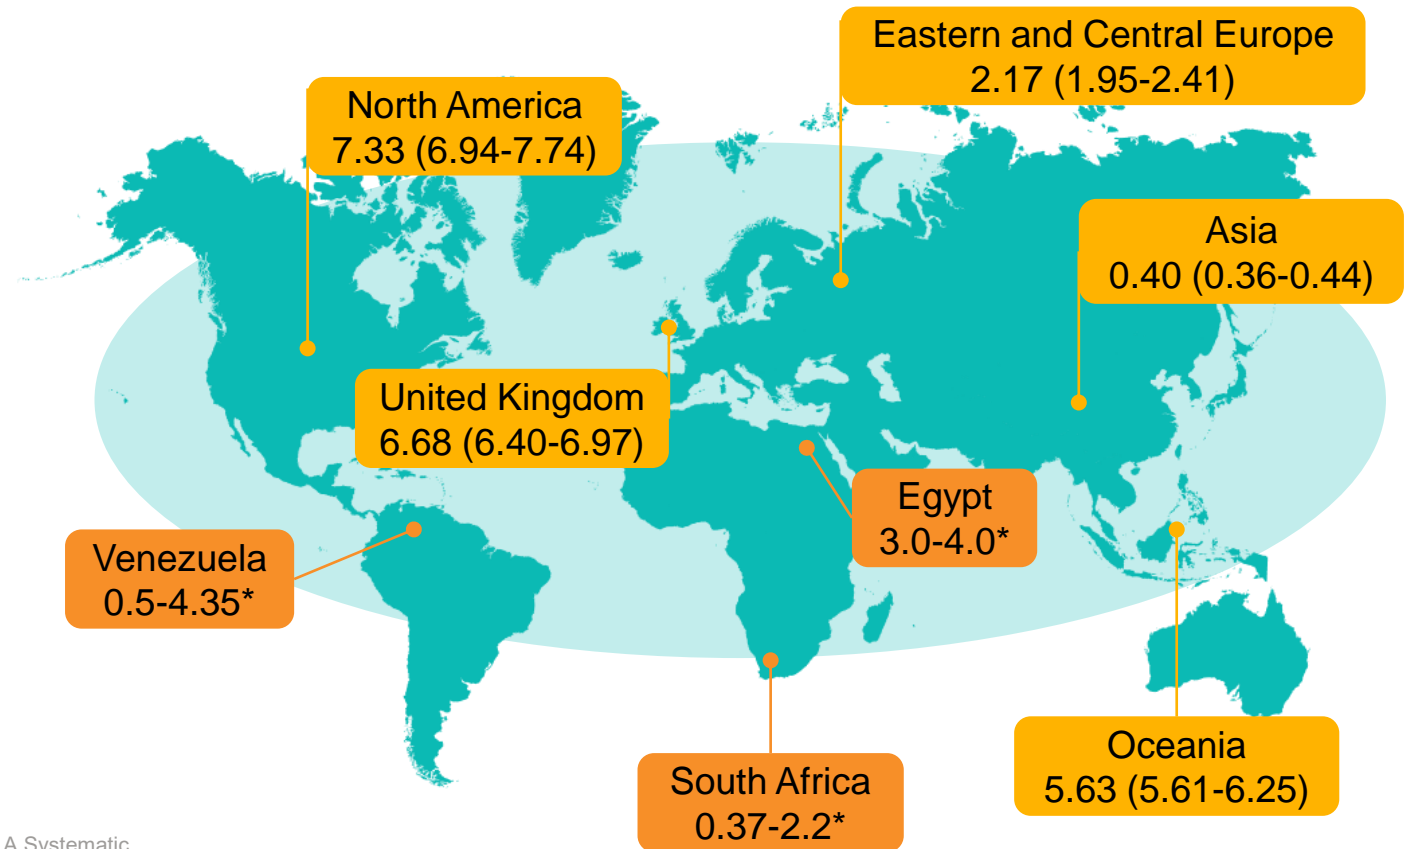 Eastern and Central Europe
2.17 (1.95-2.41)
North America
7.33 (6.94-7.74)
Asia
0.40 (0.36-0.44)
United Kingdom
6.68 (6.40-6.97)
Egypt
3.0-4.0*
Venezuela
0.5-4.35*
Oceania
5.63 (5.61-6.25)
South Africa
0.37-2.2*
A Systematic